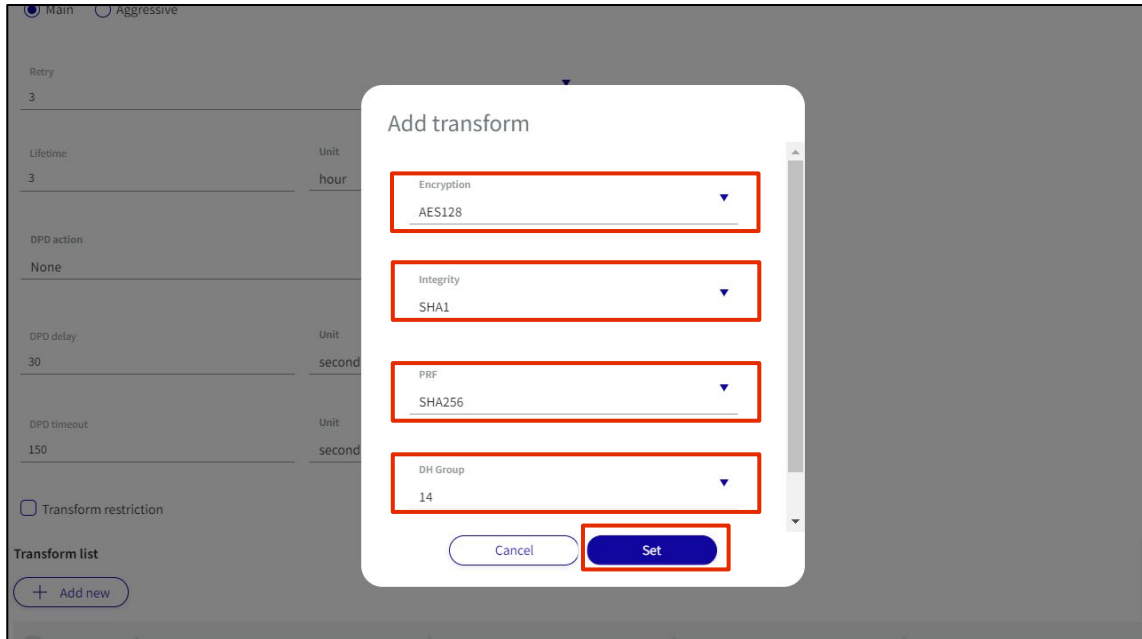 Main Aggressive
Retry
3
Lifetime Unit
3 hour
DPD action
None
DPD delay Unit
30 second
DPD timeout Unit
150 second
Transform restriction
Transform list
+ Add new
Add transform
Encryption
AES128
Integrity
SHA1
PRF
SHA256
DH Group
14
Cancel Set